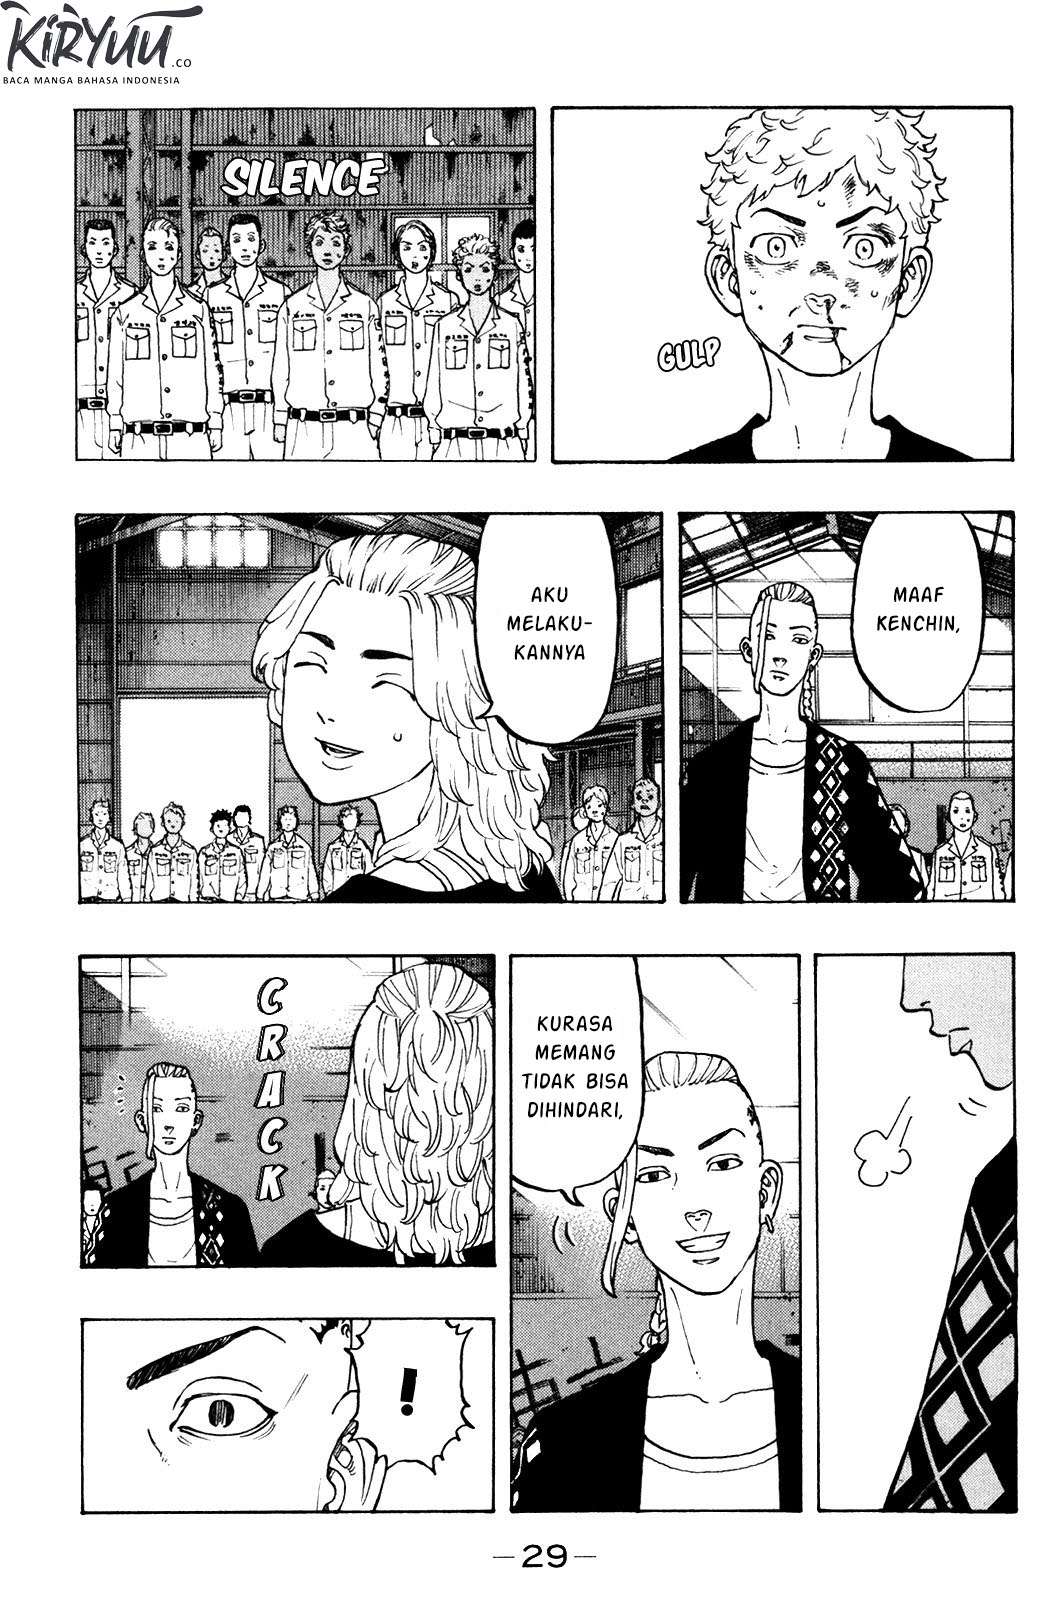 KIRYUU.CO
BACA MANGA BAHASA INDONESIA
GULP
SILENCE
MAAF
KENCHIN,
AKU
MELAKU-
KANNYA
KURASA
MEMANG
TIDAK BISA
DIHINDARI,
CRACK
!
—29—